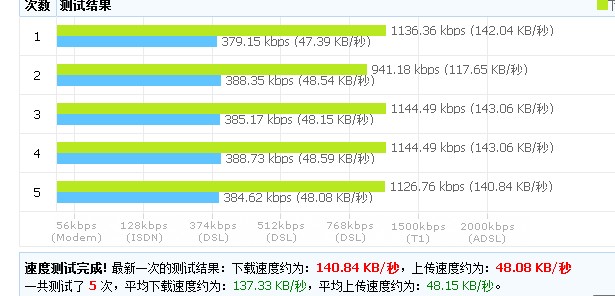 次数 测试结果
1 1136.36 kbps (142.04 KB/秒)
379.15 kbps (47.39 KB/秒)
2 941.18 kbps (117.65 KB/秒)
388.35 kbps (48.54 KB/秒)
3 1144.49 kbps (143.06 KB/秒)
385.17 kbps (48.15 KB/秒)
4 1144.49 kbps (143.06 KB/秒)
388.73 kbps (48.59 KB/秒)
5 1126.76 kbps (140.84 KB/秒)
384.62 kbps (48.08 KB/秒)
56kbps 128kbps 374kbps 512kbps 768kbps 1500kbps 2000kbps
(Modem) (ISDN) (DSL) (DSL) (DSL) (T1) (ADSL)
速度测试完成! 最新一次的测试结果：下载速度约为：140.84 KB/秒，上传速度约为：48.08 KB/秒
一共测试了 5 次，平均下载速度约为：137.33 KB/秒，平均上传速度约为：48.15 KB/秒。